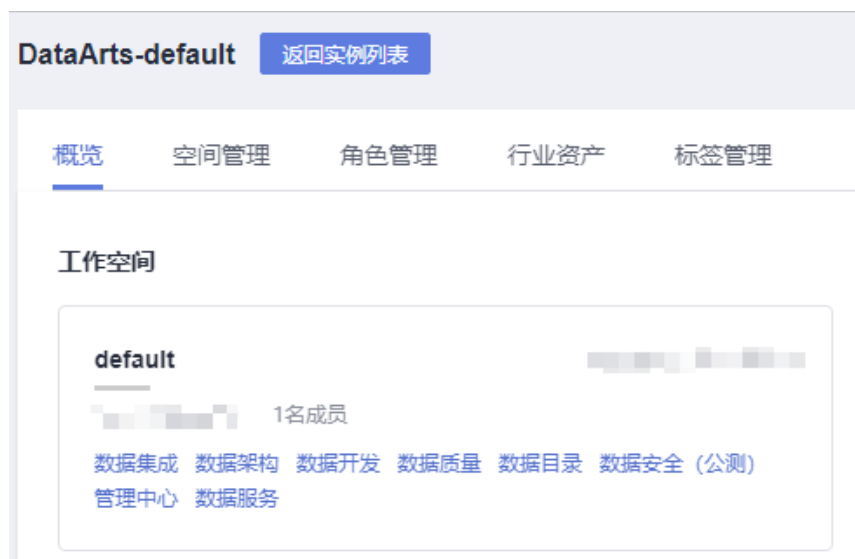 DataArts-default 返回实例列表
概览 空间管理 角色管理 行业资产 标签管理
工作空间
default
1名成员
数据集成 数据架构 数据开发 数据质量 数据目录 数据安全（公测）
管理中心 数据服务